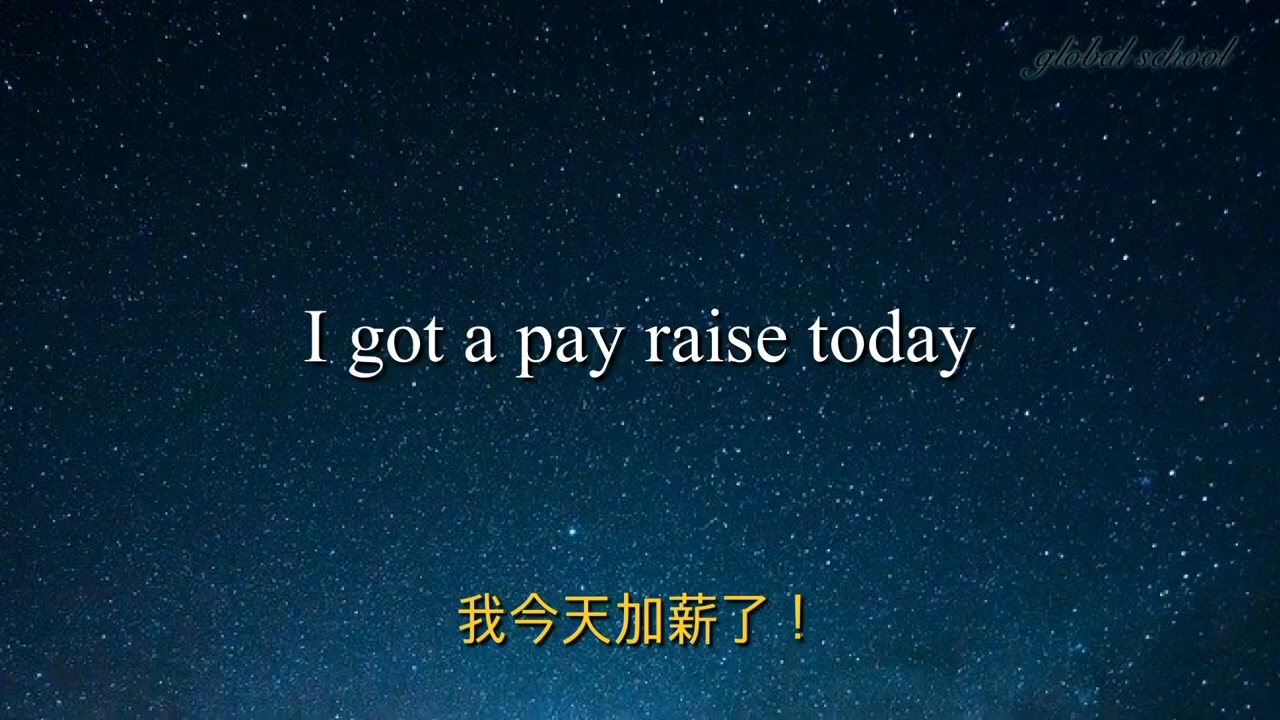 global school
I got a pay raise today
我今天加薪了！